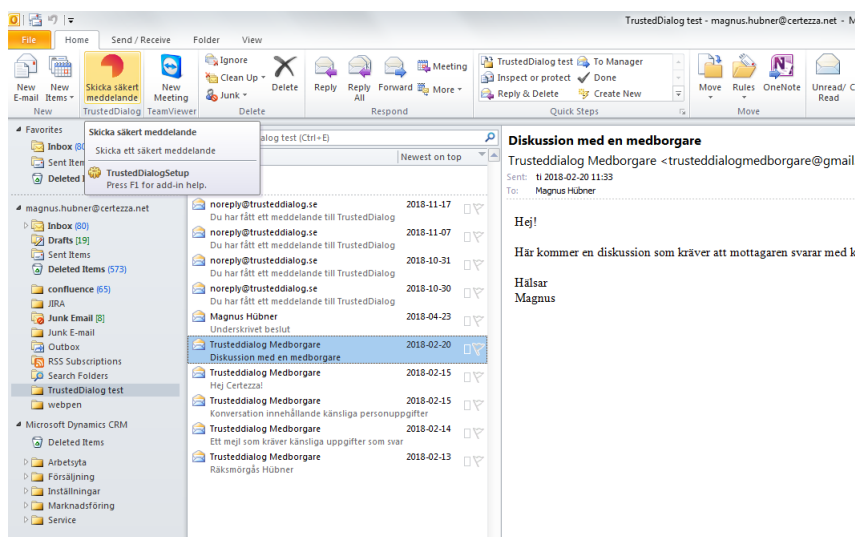 TrustedDialog test - magnus.hubner@certezza.net - M
File Home Send / Receive Folder View
New E-mail
New Items
New
Skicka säkert meddelande
TrustedDialog
New Meeting
TeamViewer
Ignore
Clean Up
Junk
Delete
Delete
Reply
Reply All
Forward
Meeting
More
Respond
TrustedDialog test
To Manager
Inspect or protect
Done
Reply & Delete
Create New
Quick Steps
Move
Rules
OneNote
Move
Unread/ Read
C
Skicka säkert meddelande
Skicka ett säkert meddelande
TrustedDialogSetup
Press F1 for add-in help.
Favorites
Inbox (80
Sent Item
Deleted I
magnus.hubner@certezza.net
Inbox (80)
Drafts [19]
Sent Items
Deleted Items (573)
confluence (65)
JIRA
Junk Email [8]
Junk E-mail
Outbox
RSS Subscriptions
Search Folders
TrustedDialog test
webpen
Microsoft Dynamics CRM
Deleted Items
Arbetsyta
Försäljning
Inställningar
Marknadsföring
Service
alog test (Ctrl+E)
Newest on top
noreply@trusteddialog.se 2018-11-17
Du har fått ett meddelande till TrustedDialog
noreply@trusteddialog.se 2018-11-07
Du har fått ett meddelande till TrustedDialog
noreply@trusteddialog.se 2018-10-31
Du har fått ett meddelande till TrustedDialog
noreply@trusteddialog.se 2018-10-30
Du har fått ett meddelande till TrustedDialog
Magnus Hübner 2018-04-23
Underskrivet beslut
Trusteddialog Medborgare 2018-02-20
Diskussion med en medborgare
Trusteddialog Medborgare 2018-02-15
Hej Certezza!
Trusteddialog Medborgare 2018-02-15
Konversation innehållande känsliga personuppgifter
Trusteddialog Medborgare 2018-02-14
Ett mejl som kräver känsliga uppgifter som svar
Trusteddialog Medborgare 2018-02-13
Räksmörgås Hübner
Diskussion med en medborgare
Trusteddialog Medborgare <trusteddialogmedborgare@gmail
Sent: ti 2018-02-20 11:33
To: Magnus Hübner
Hej!
Här kommer en diskussion som kräver att mottagaren svarar med k
Hälsar
Magnus